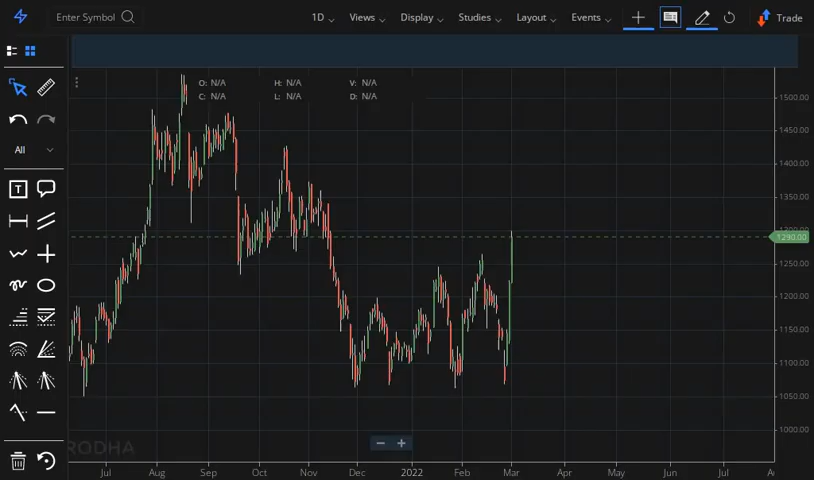 Enter Symbol 1D Views Display Studies Layout Events Trade
O: N/A H: N/A V: N/A
C: N/A L: N/A D: N/A
All
T
1500.00
1450.00
1400.00
1350.00
1290.00
1250.00
1200.00
1150.00
1100.00
1050.00
1000.00
RODHA
Jul Aug Sep Oct Nov Dec 2022 Feb Mar Apr May Jun Jul